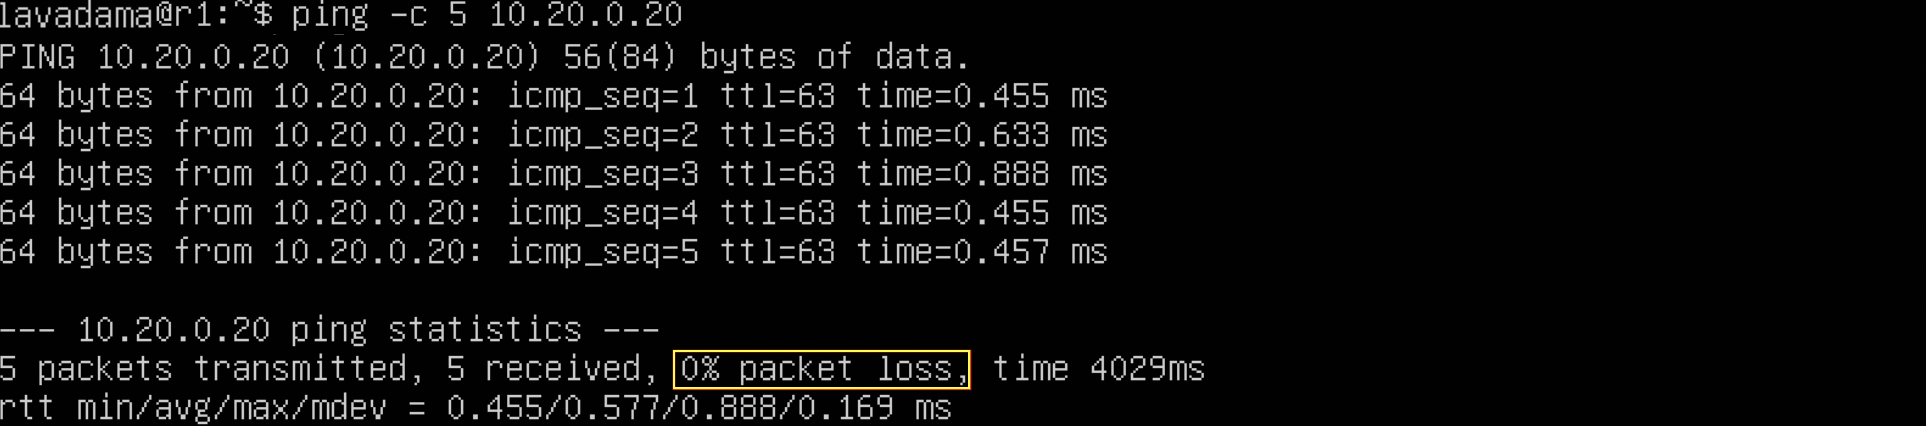 lavadama@r1:~$ ping -c 5 10.20.0.20
PING 10.20.0.20 (10.20.0.20) 56(84) bytes of data.
64 bytes from 10.20.0.20: icmp_seq=1 ttl=63 time=0.455 ms
64 bytes from 10.20.0.20: icmp_seq=2 ttl=63 time=0.633 ms
64 bytes from 10.20.0.20: icmp_seq=3 ttl=63 time=0.888 ms
64 bytes from 10.20.0.20: icmp_seq=4 ttl=63 time=0.455 ms
64 bytes from 10.20.0.20: icmp_seq=5 ttl=63 time=0.457 ms
--- 10.20.0.20 ping statistics ---
5 packets transmitted, 5 received, 0% packet loss, time 4029ms
rtt min/avg/max/mdev = 0.455/0.577/0.888/0.169 ms